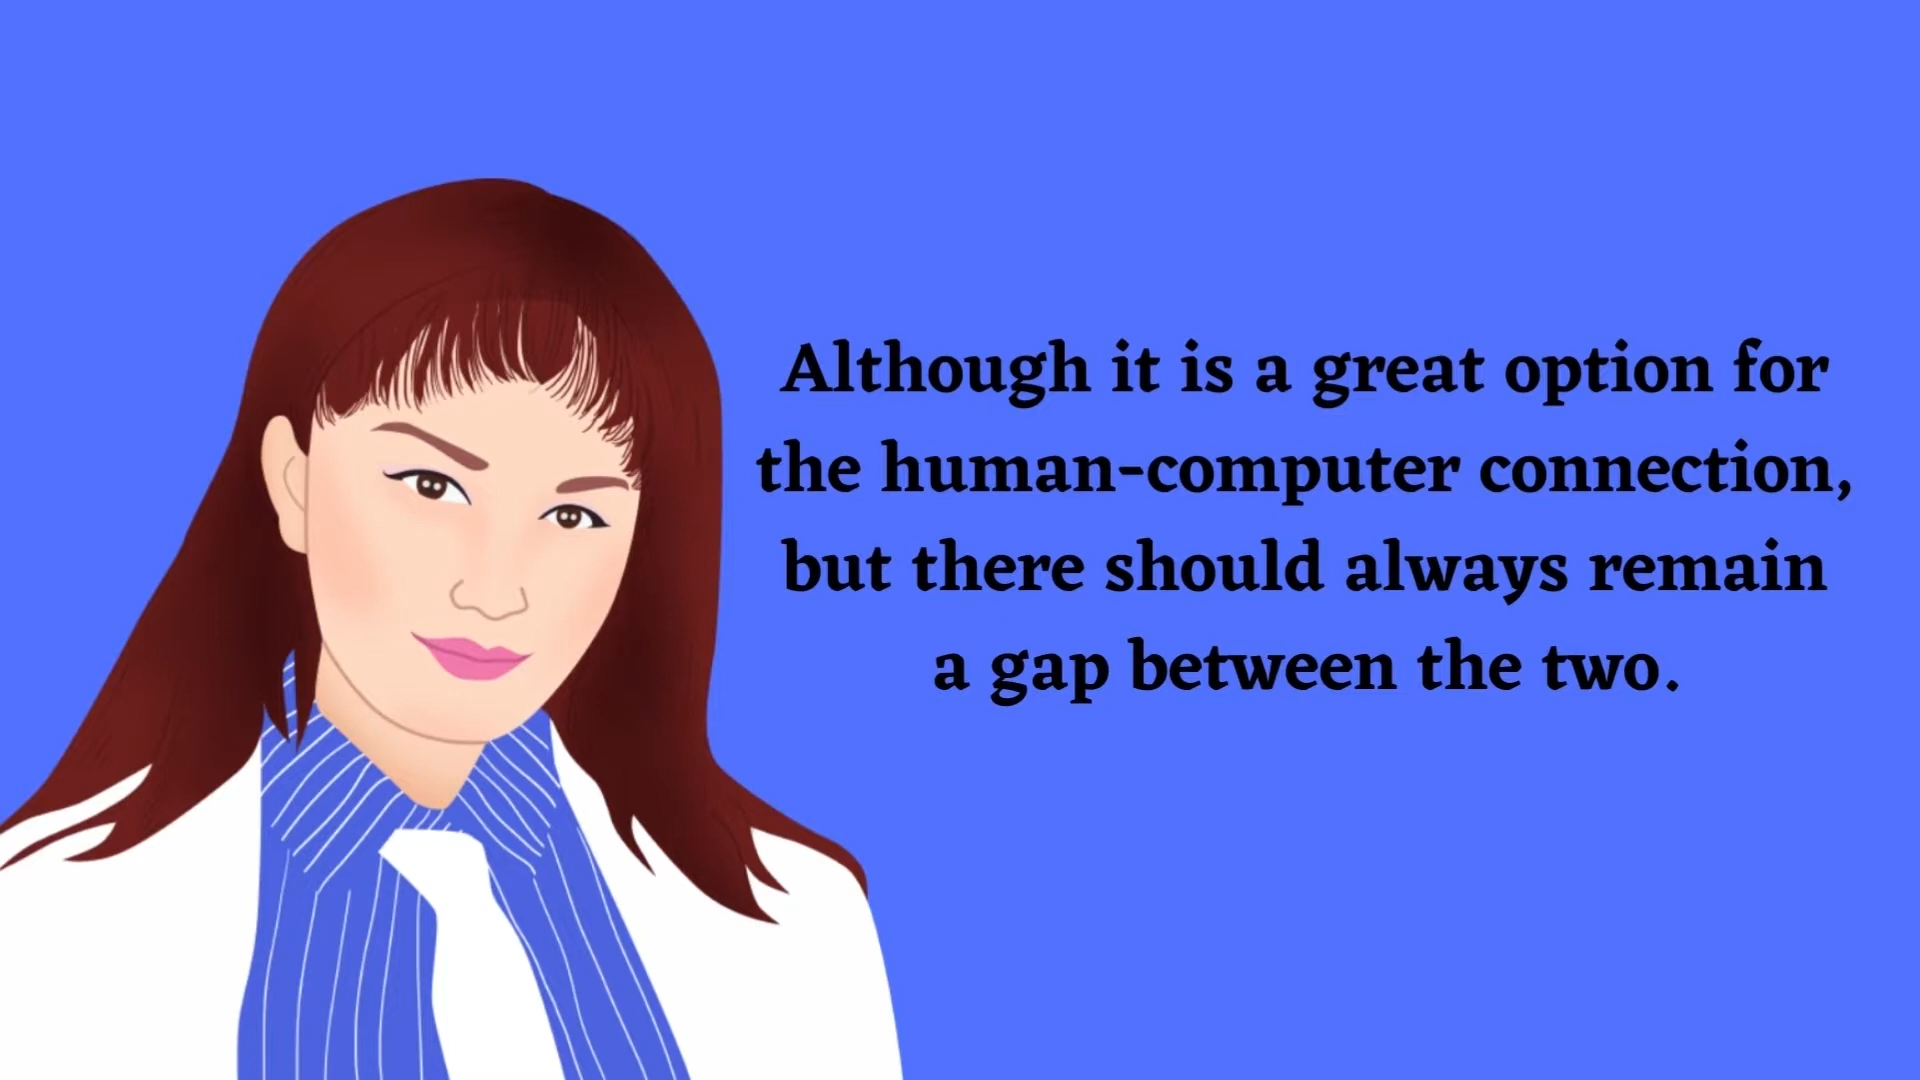 Although it is a great option for
the human-computer connection,
but there should always remain
a gap between the two.